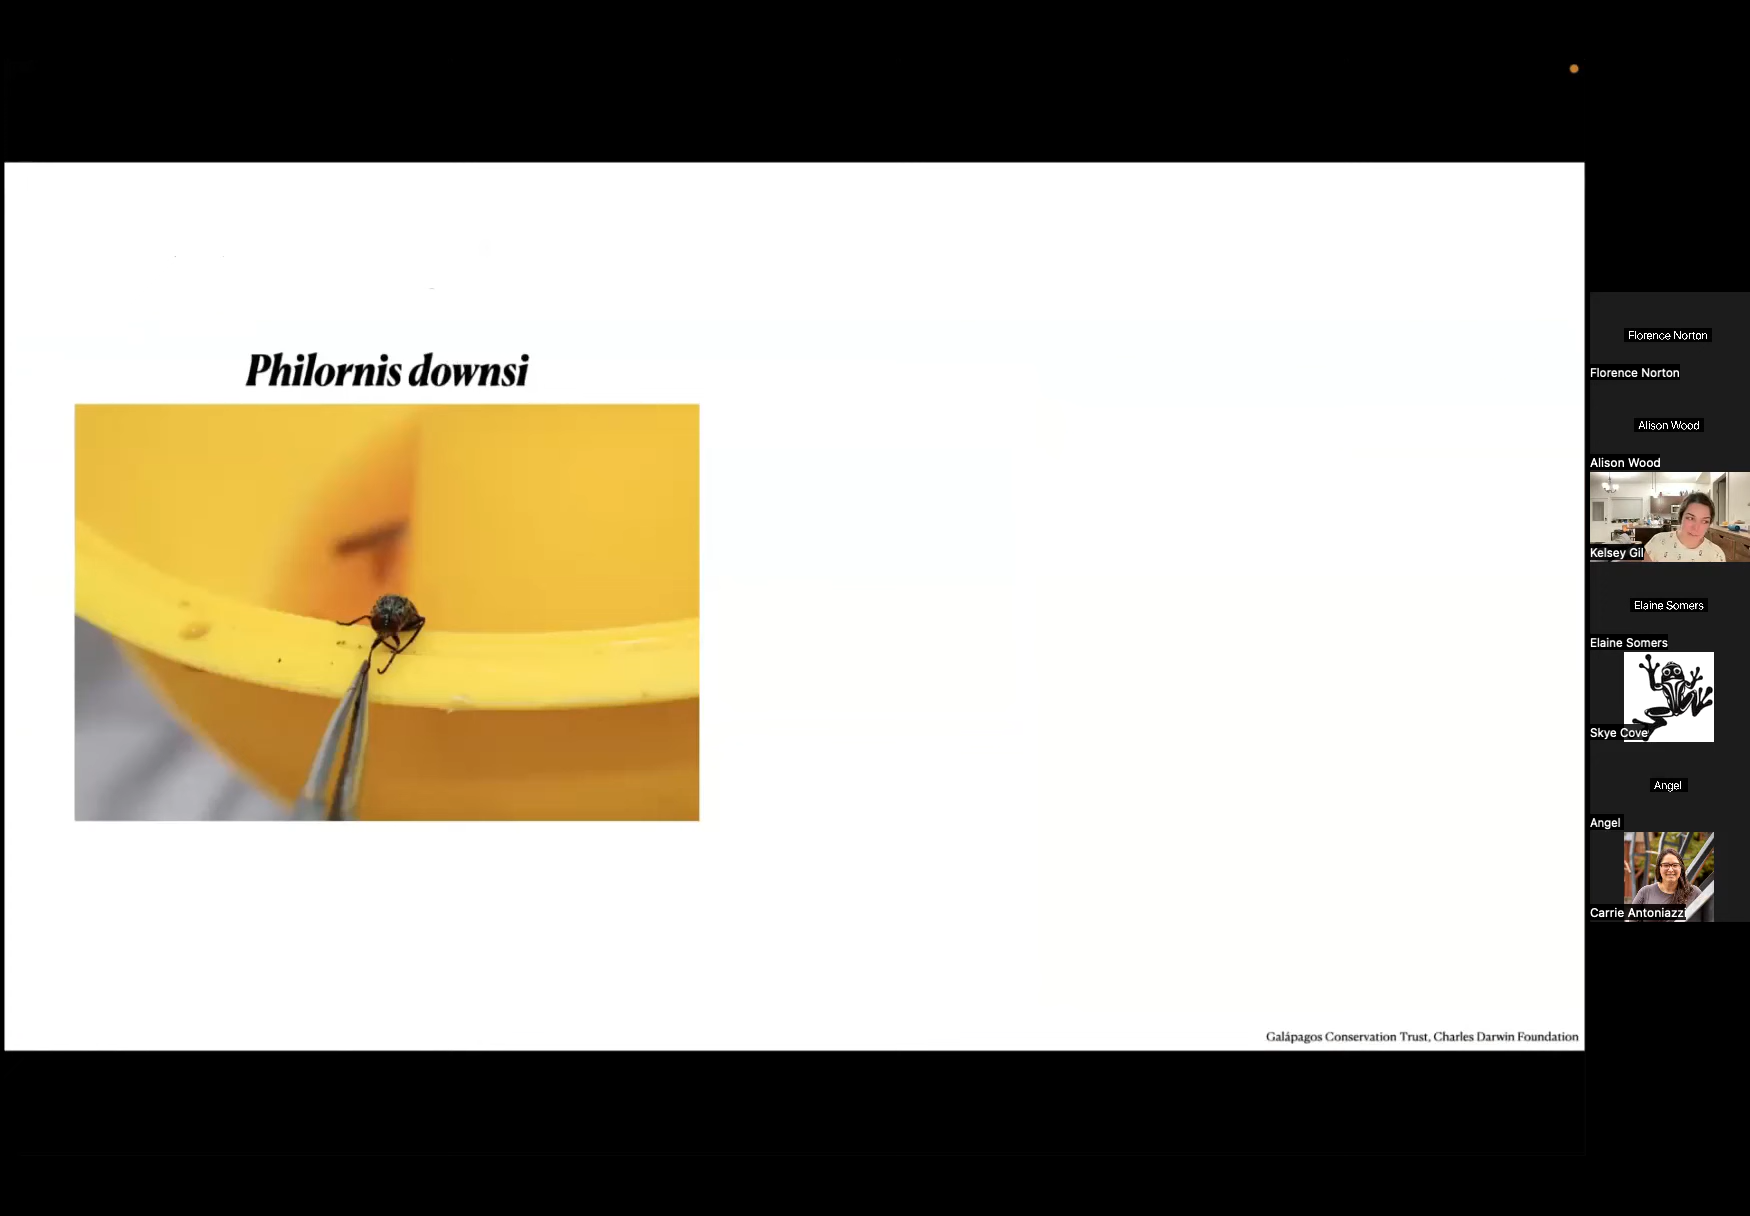 Philornis downsi
Galápagos Conservation Trust, Charles Darwin Foundation
Florence Norton
Florence Norton
Alison Wood
Alison Wood
Kelsey Gil
Elaine Somers
Elaine Somers
Skye Cove
Angel
Angel
Carrie Antoniazzi